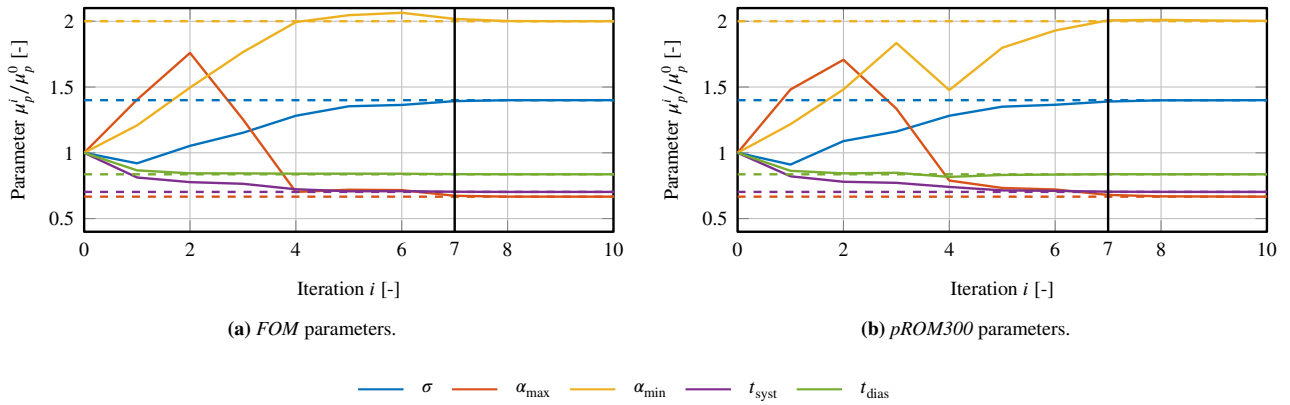 2
1.5
1
0.5
Parameter μ_p^i/μ_p^0 [-]
0 2 4 6 7 8 10
Iteration i [-]
(a) FOM parameters.
2
1.5
1
0.5
Parameter μ_p^i/μ_p^0 [-]
0 2 4 6 7 8 10
Iteration i [-]
(b) pROM300 parameters.
σ α_max α_min t_syst t_dias